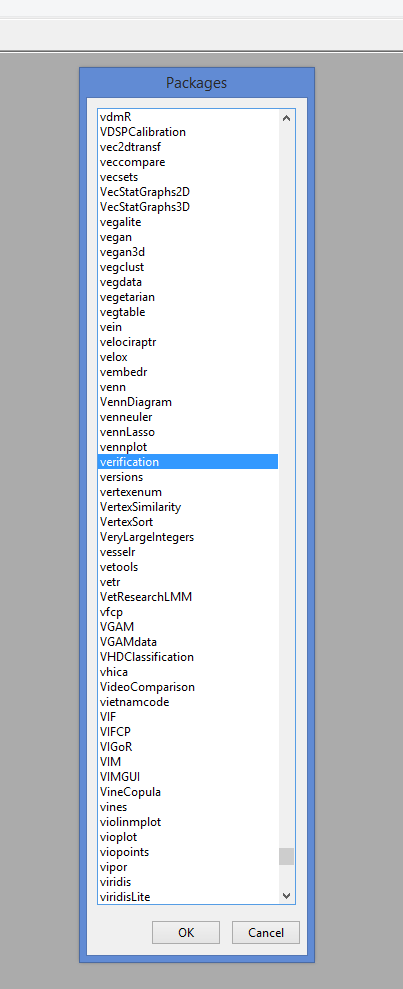 Packages
vdmR
VDSPCalibration
vec2dtransf
veccompare
vecsets
VecStatGraphs2D
VecStatGraphs3D
vegalite
vegan
vegan3d
vegclust
vegdata
vegetarian
vegtable
vein
velociraptr
velox
vembedr
venn
VennDiagram
venneuler
vennLasso
vennplot
verification
versions
vertexenum
VertexSimilarity
VertexSort
VeryLargeIntegers
vesselr
vetools
vetr
VetResearchLMM
vfcp
VGAM
VGAMdata
VHDClassification
vhica
VideoComparison
vietnamcode
VIF
VIFCP
VIGoR
VIM
VIMGUI
VineCopula
vines
violinmplot
vioplot
viopoints
vipor
viridis
viridisLite
OK Cancel